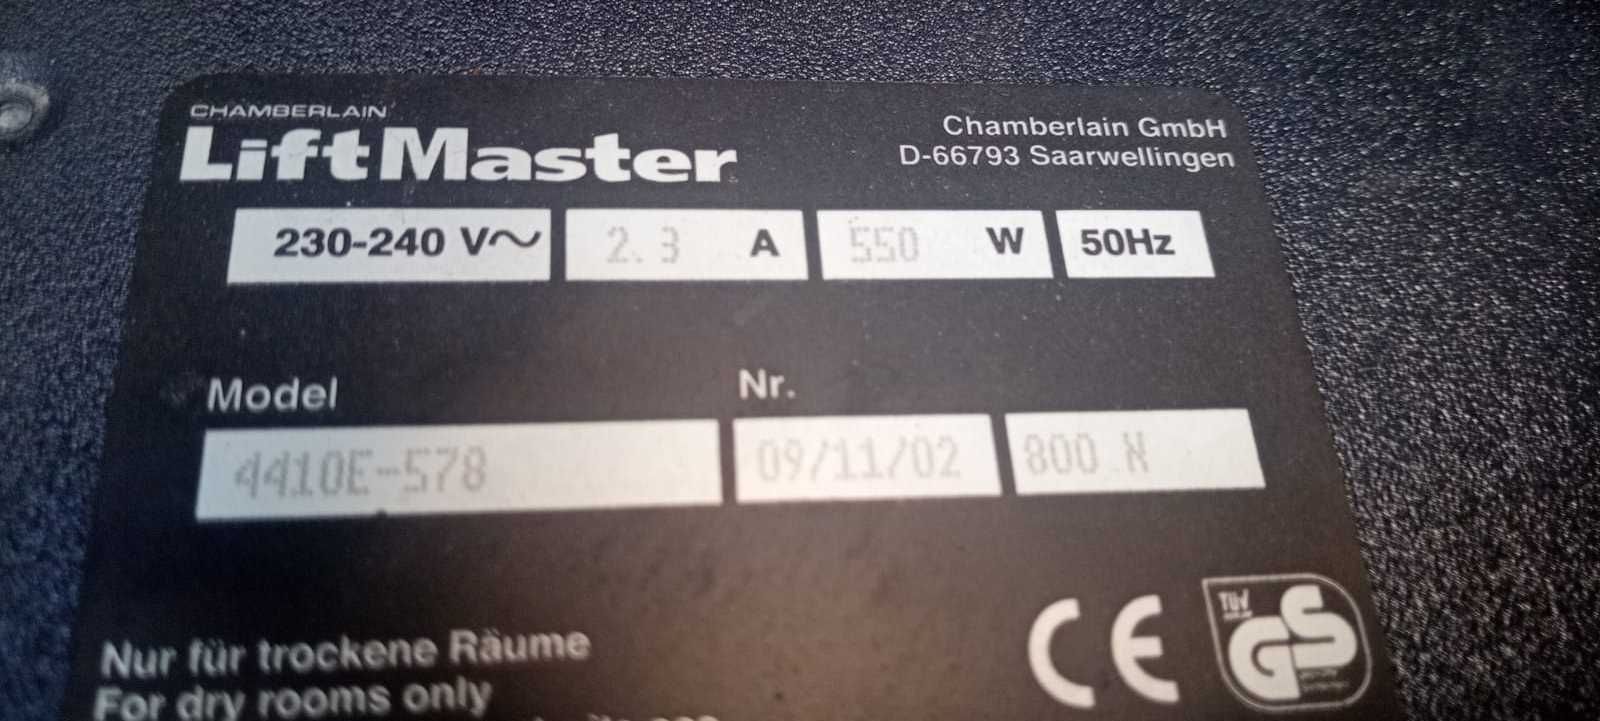 CHAMBERLAIN
LiftMaster
Chamberlain GmbH
D-66793 Saarwellingen
230-240 V~ 2.3 A 550 W 50Hz
Model Nr.
4410E-578 09/11/02 800 N
CE TÜV GS
Nur für trockene Räume
For dry rooms only